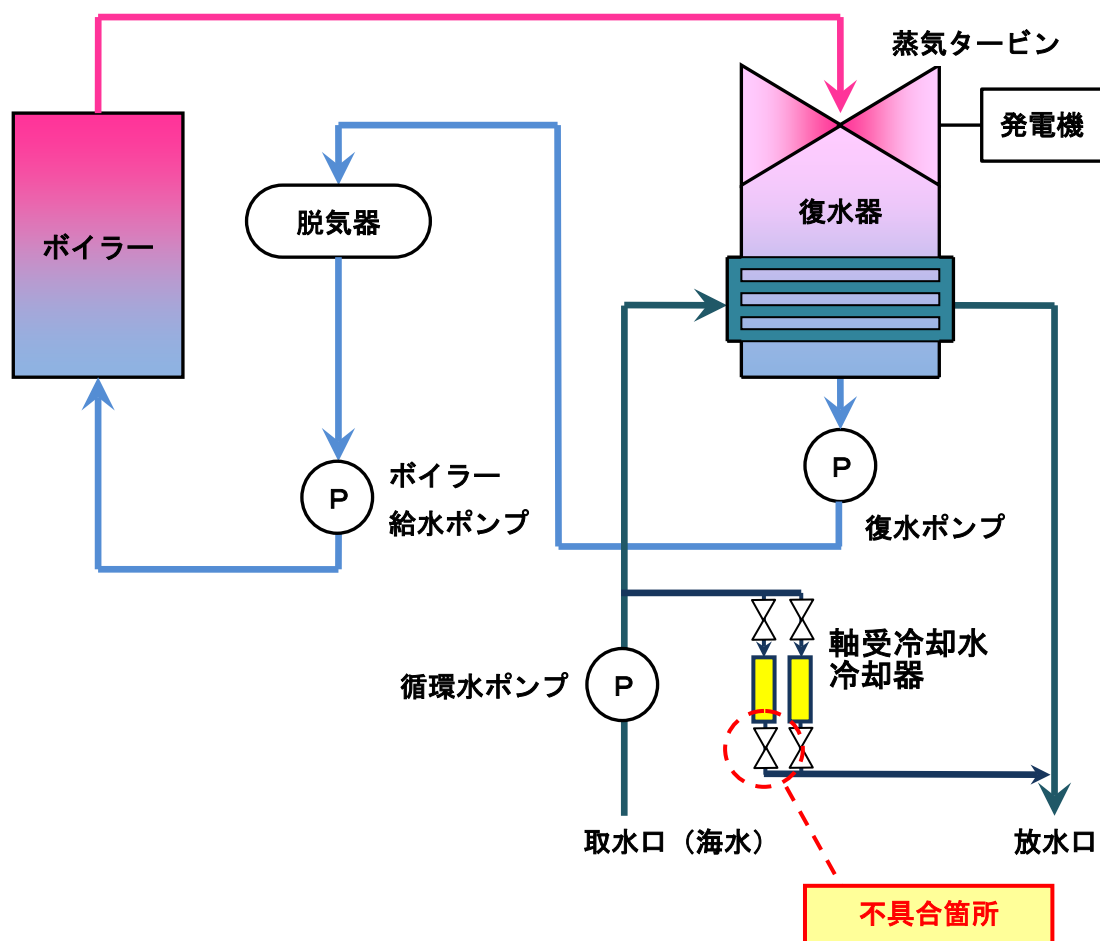 蒸気タービン
発電機
ボイラー
脱気器
復水器
P
ボイラー
給水ポンプ
P
復水ポンプ
循環水ポンプ
P
軸受冷却水
冷却器
取水口（海水）
放水口
不具合箇所